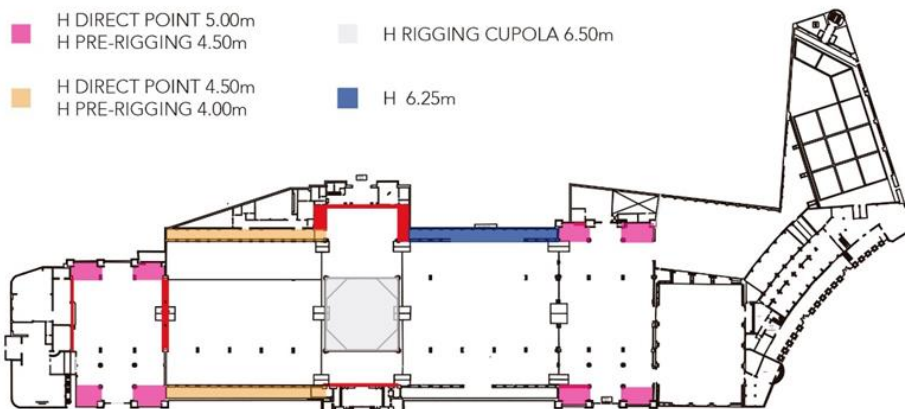 H DIRECT POINT 5.00m
H PRE-RIGGING 4.50m
H DIRECT POINT 4.50m
H PRE-RIGGING 4.00m
H RIGGING CUPOLA 6.50m
H 6.25m